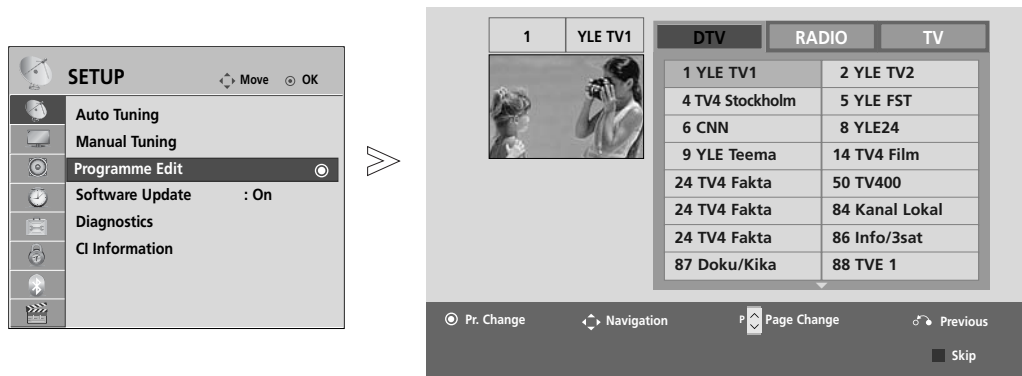 SETUP Move OK
Auto Tuning
Manual Tuning
Programme Edit
Software Update : On
Diagnostics
CI Information
1 YLE TV1
DTV RADIO TV
1 YLE TV1 2 YLE TV2
4 TV4 Stockholm 5 YLE FST
6 CNN 8 YLE24
9 YLE Teema 14 TV4 Film
24 TV4 Fakta 50 TV400
24 TV4 Fakta 84 Kanal Lokal
24 TV4 Fakta 86 Info/3sat
87 Doku/Kika 88 TVE 1
Pr. Change Navigation P Page Change Previous
Skip